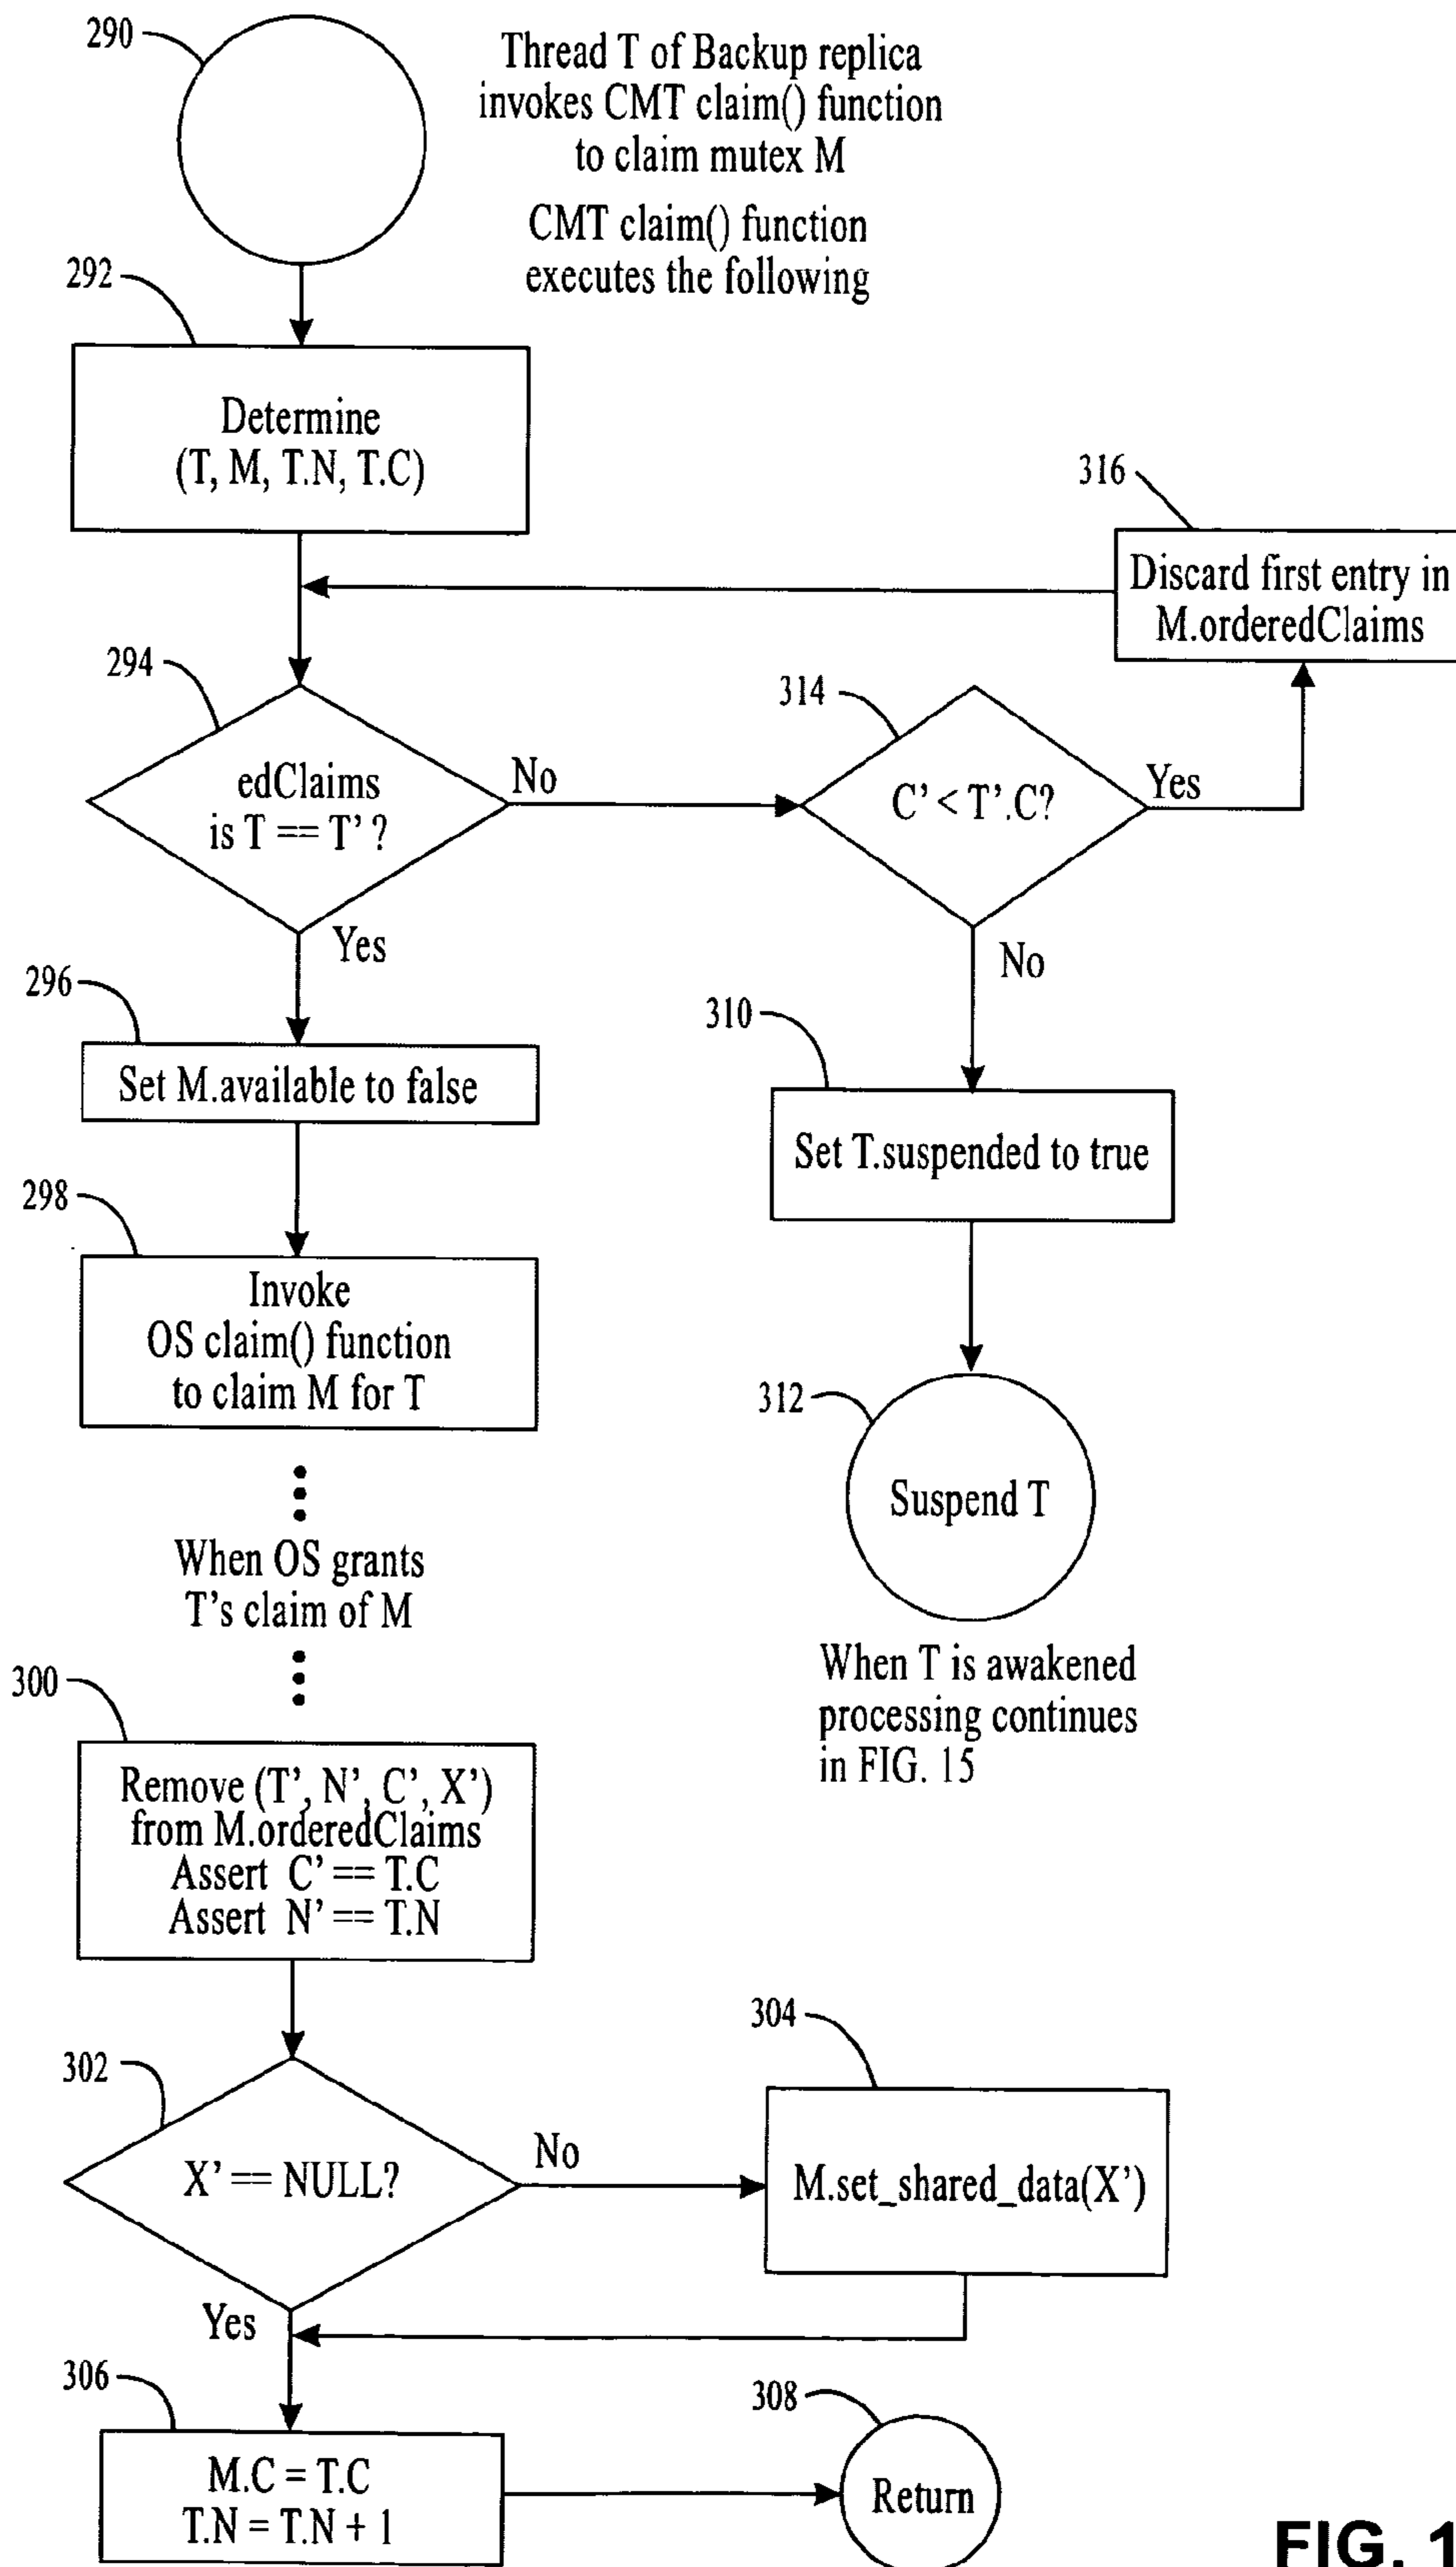 290
Thread T of Backup replica
invokes CMT claim() function
to claim mutex M
CMT claim() function
executes the following
292
Determine
(T, M, T.N, T.C)
316
Discard first entry in
M.orderedClaims
294
edClaims
is T == T' ?
No
314
C' < T'.C?
Yes
Yes
No
296
Set M.available to false
310
Set T.suspended to true
298
Invoke
OS claim() function
to claim M for T
312
Suspend T
When OS grants
T's claim of M
When T is awakened
processing continues
in FIG. 15
300
Remove (T', N', C', X')
from M.orderedClaims
Assert C' == T.C
Assert N' == T.N
304
302
X' == NULL?
No
M.set_shared_data(X')
Yes
306
M.C = T.C
T.N = T.N + 1
308
Return
FIG. 1